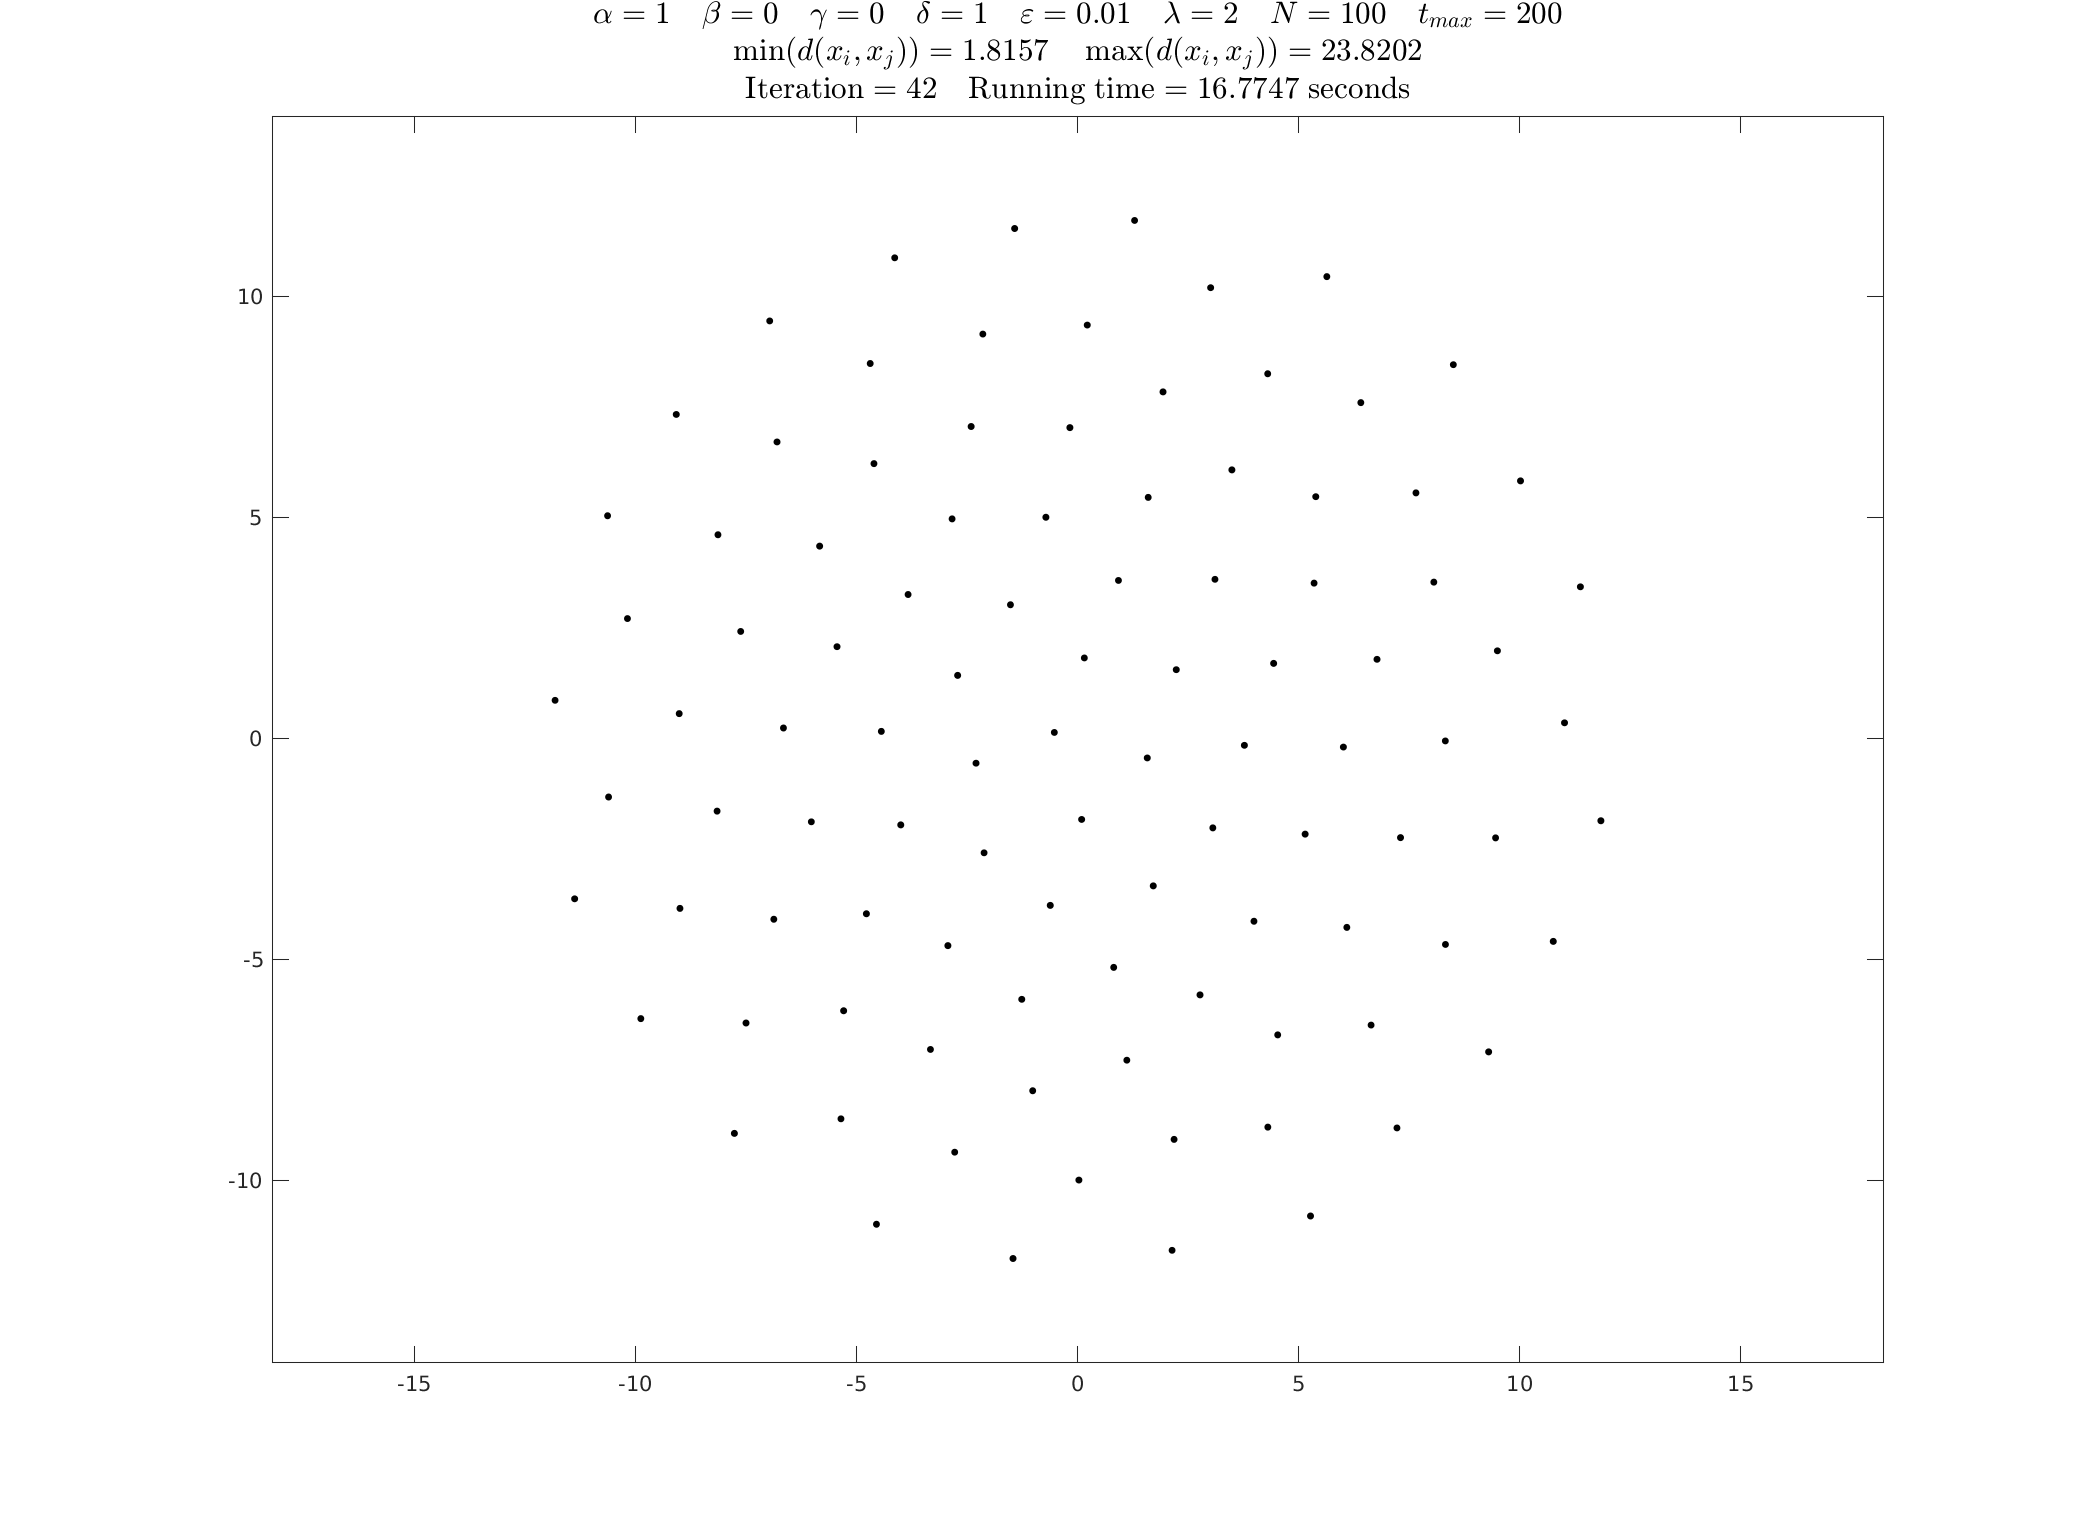 α = 1 β = 0 γ = 0 δ = 1 ε = 0.01 λ = 2 N = 100 t_max = 200
min(d(x_i, x_j)) = 1.8157 max(d(x_i, x_j)) = 23.8202
Iteration = 42 Running time = 16.7747 seconds
10
5
0
-5
-10
-15 -10 -5 0 5 10 15